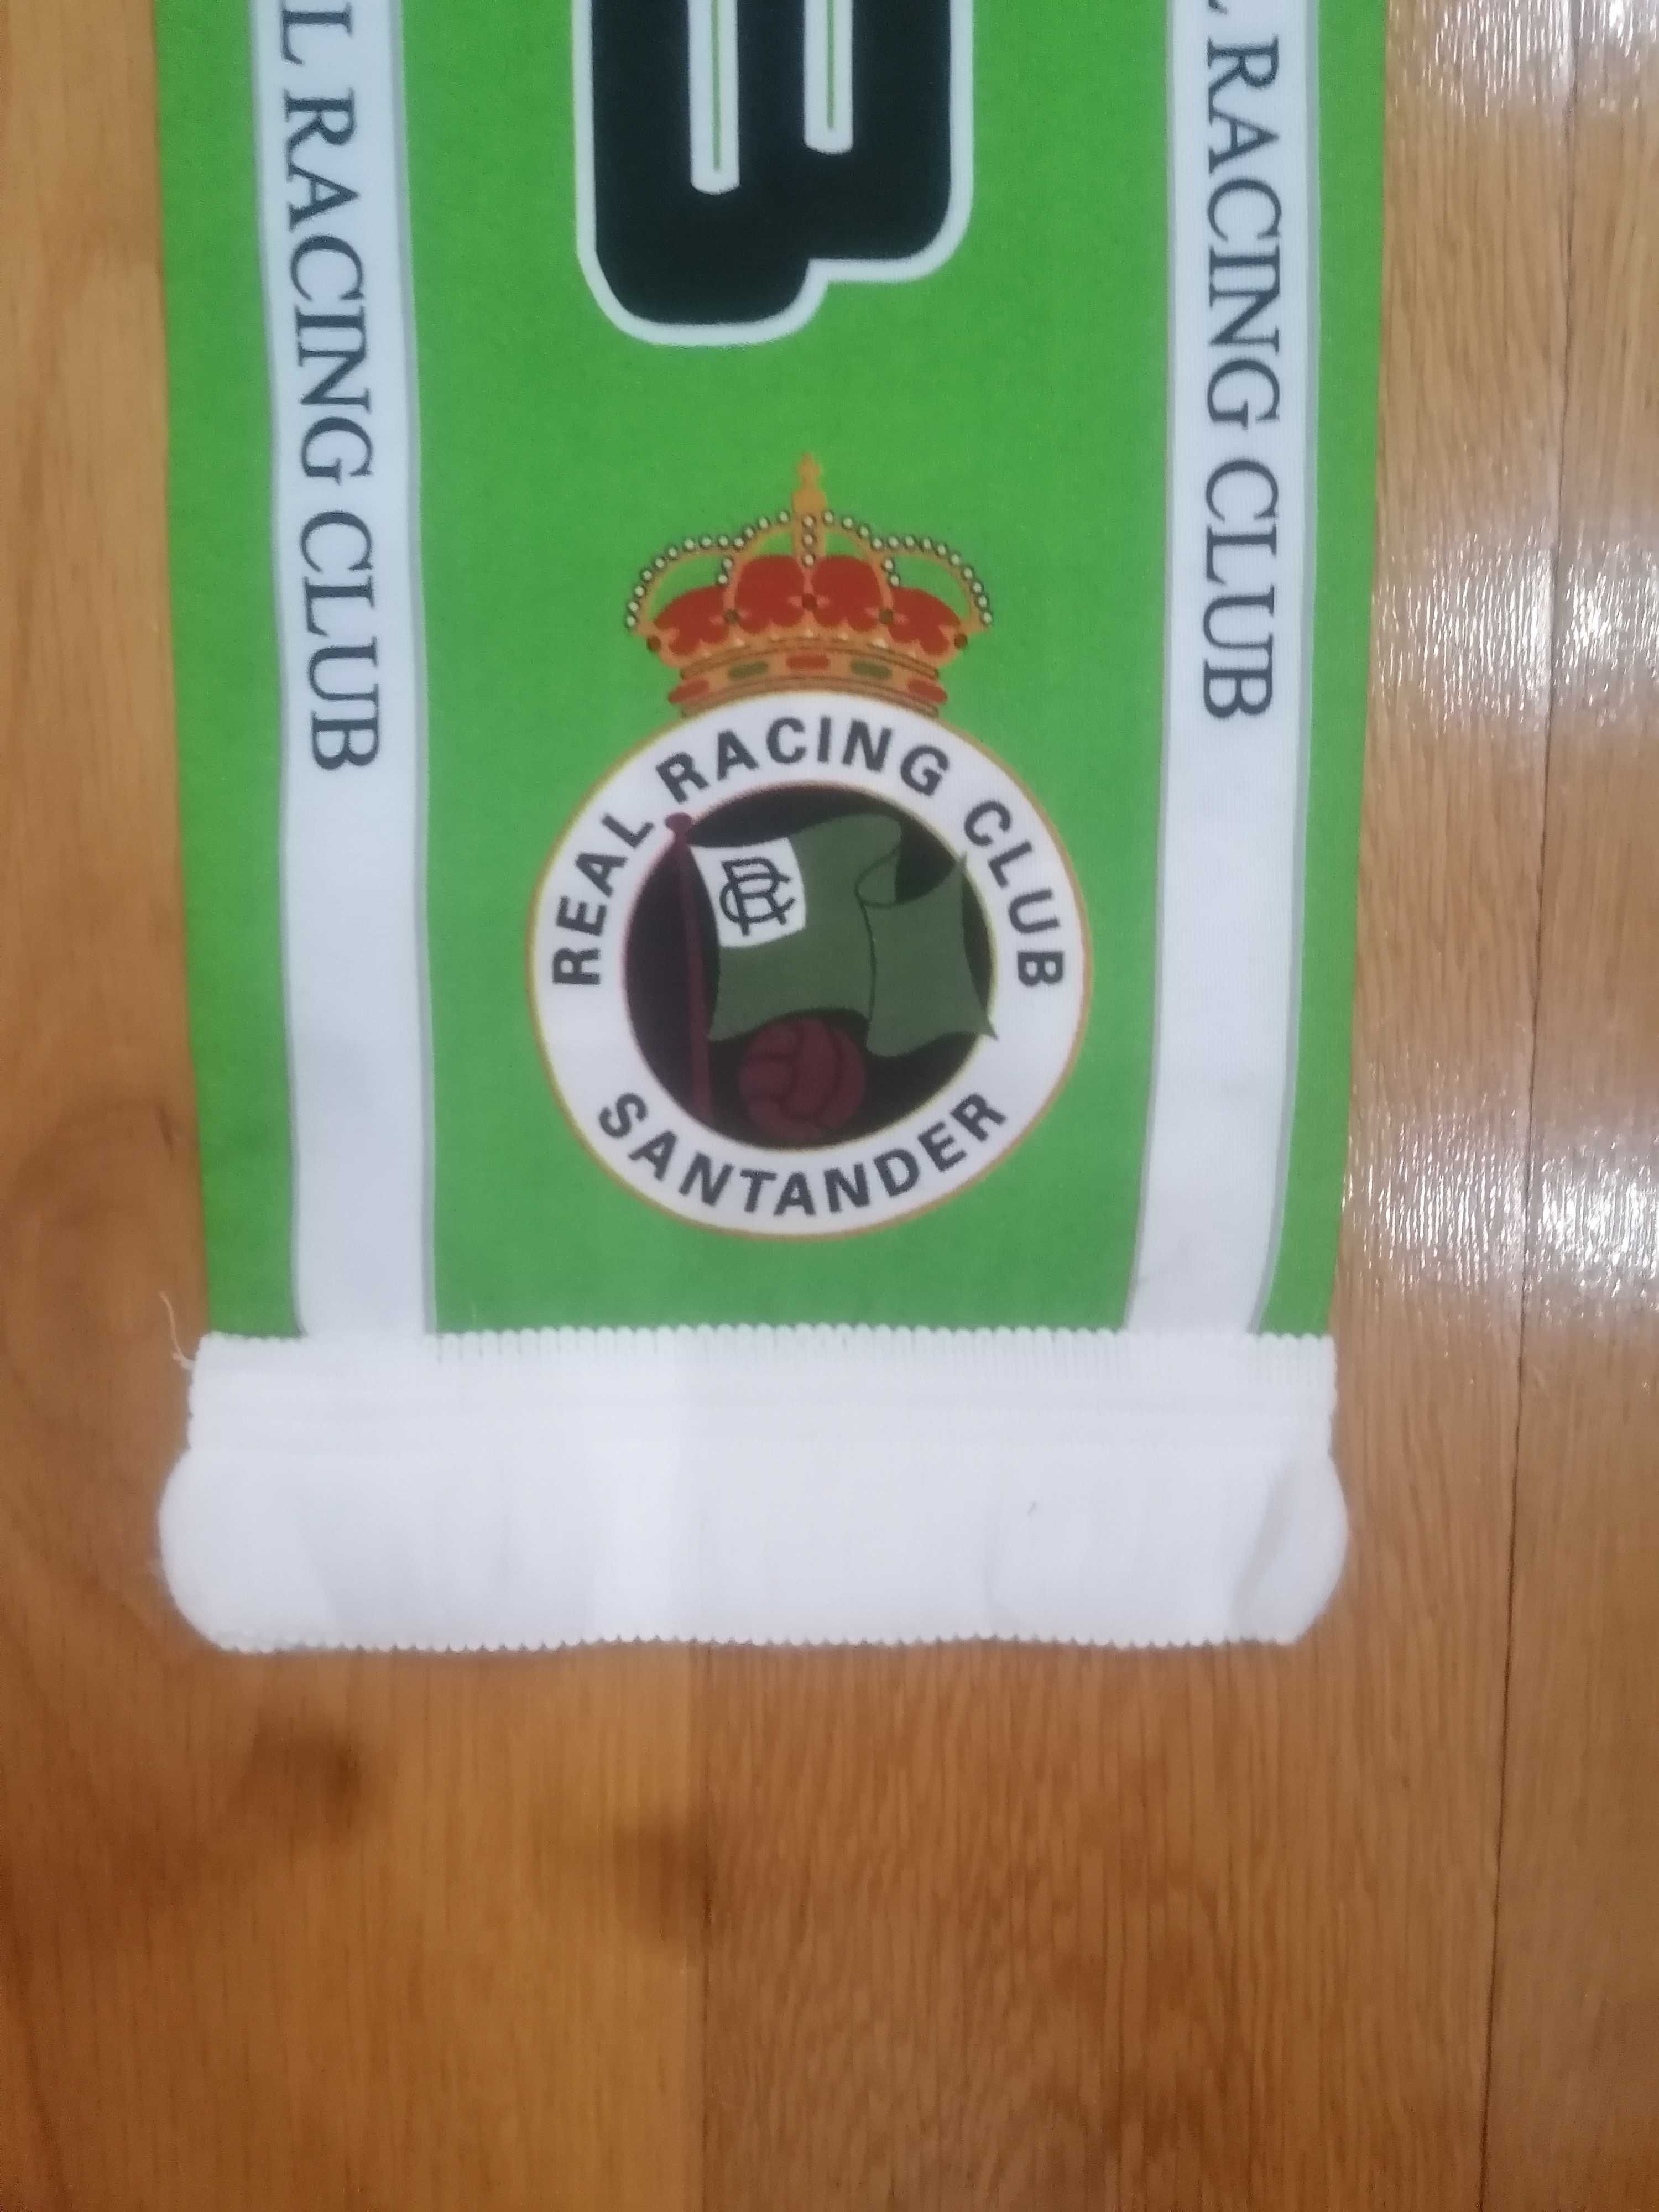 L RACING CLUB
RACING CLUB
REAL RACING CLUB
RC
SANTANDER